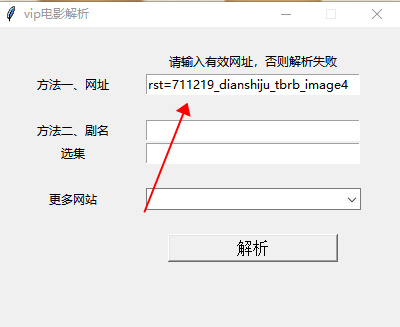 vip电影解析
请输入有效网址，否则解析失败
方法一、网址 rst=711219_dianshiju_tbrb_image4
方法二、剧名
选集
更多网站
解析